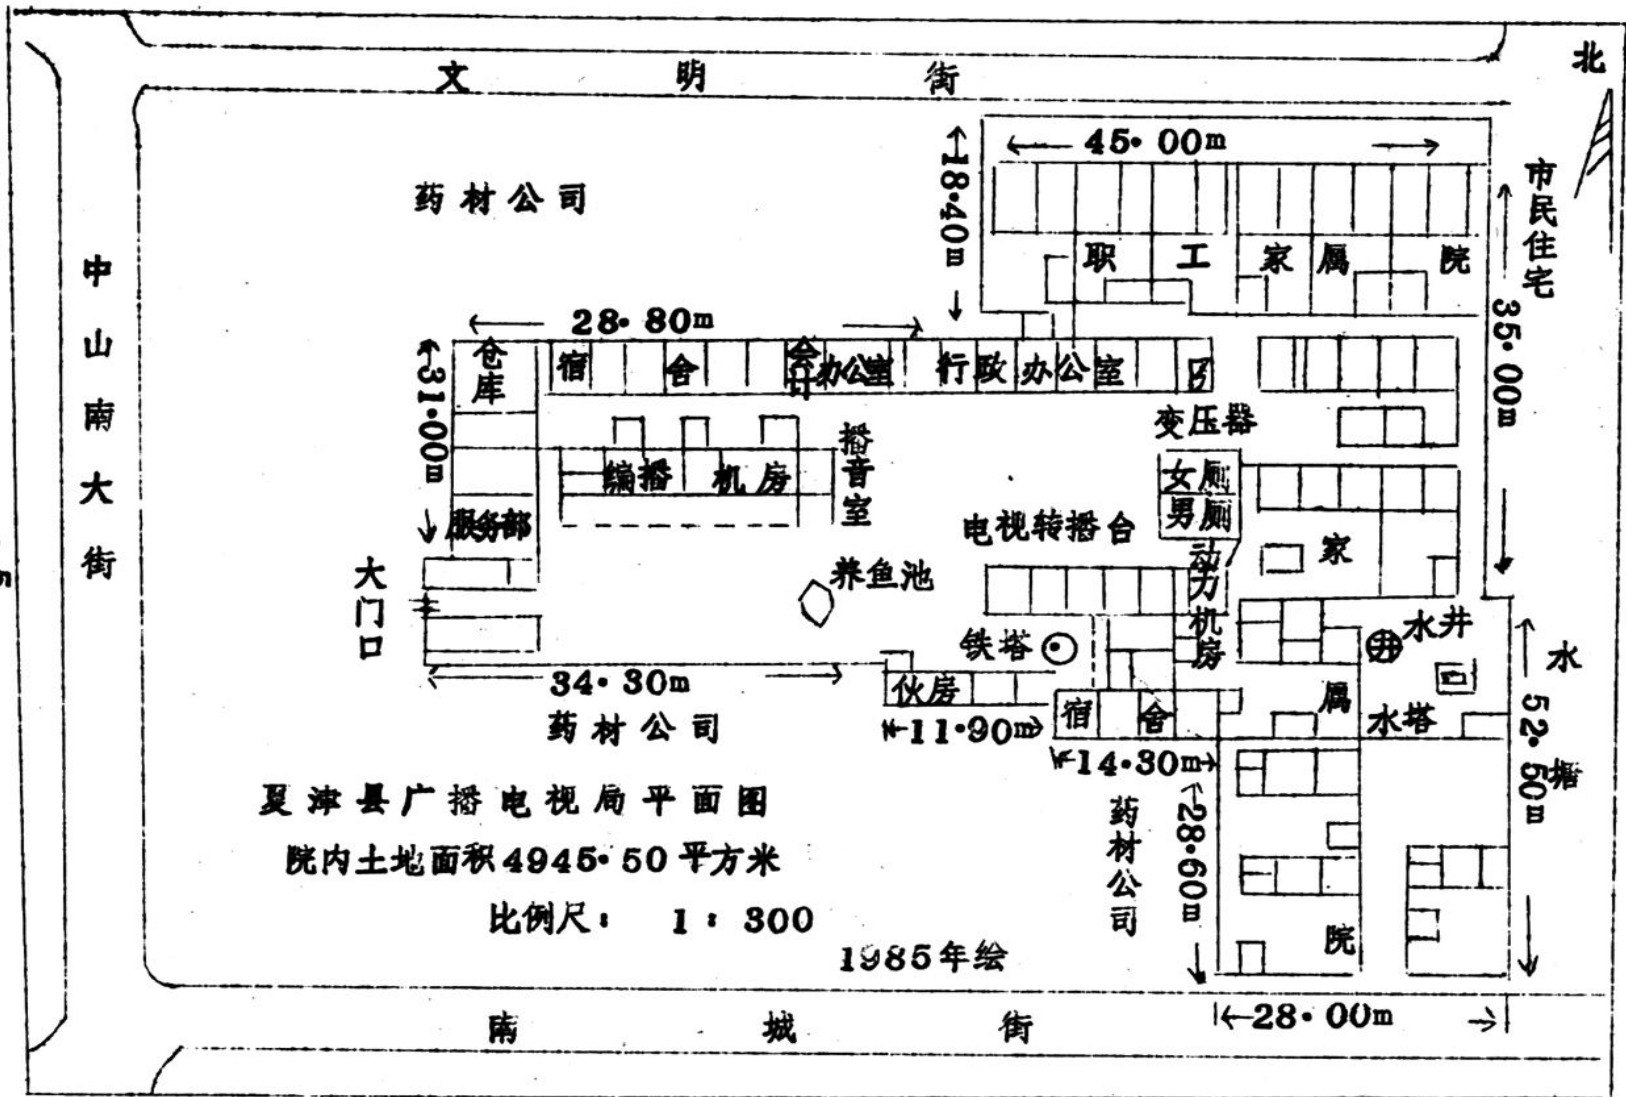 文明街
北
45·00m
18·40m
药材公司
市民住宅
职工家属院
中山南大街
35·00m
28·80m
31·00m
仓库
宿舍
会计
办公室
行政办公室
变压器
播音室
编播
机房
女厕
男厕
服务部
电视转播台
动力机房
家属院
大门口
养鱼池
铁塔
井
水井
水塔
水塘
34·30m
伙房
11·90m
宿舍
14·30m
52·50m
药材公司
药材公司
28·60m
夏津县广播电视局平面图
院内土地面积4945·50平方米
比例尺：1：300
1985年绘
南城街
28·00m